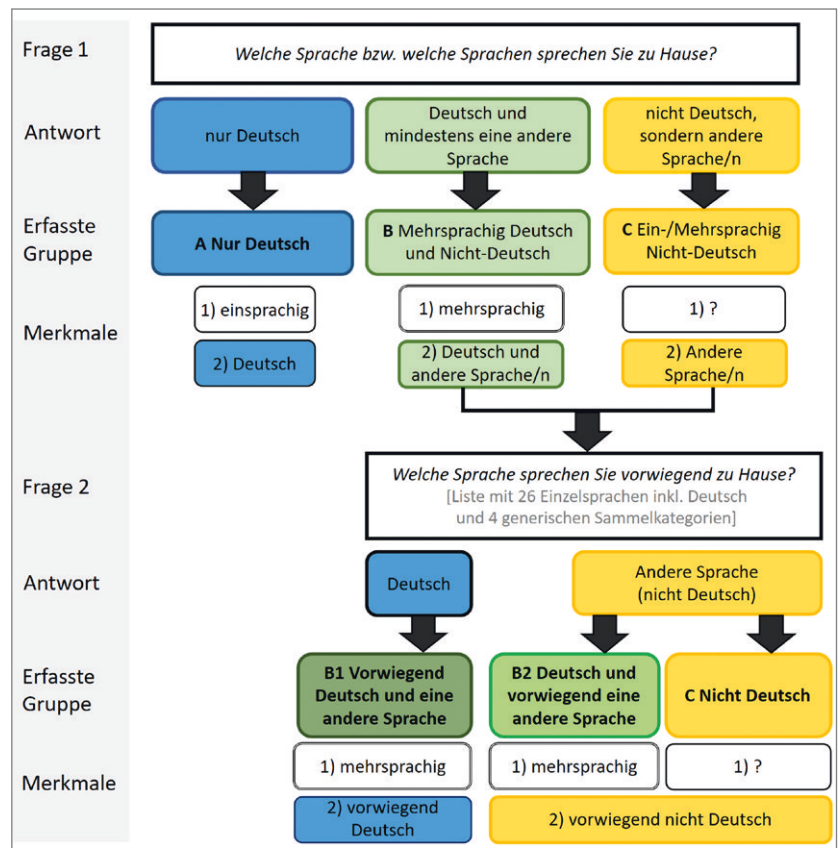 Frage 1
Welche Sprache bzw. welche Sprachen sprechen Sie zu Hause?
Antwort
nur Deutsch
Deutsch und
mindestens eine andere
Sprache
nicht Deutsch,
sondern andere
Sprache/n
Erfasste
Gruppe
A Nur Deutsch
B Mehrsprachig Deutsch
und Nicht-Deutsch
C Ein-/Mehrsprachig
Nicht-Deutsch
Merkmale
1) einsprachig
1) mehrsprachig
1) ?
2) Deutsch
2) Deutsch und
andere Sprache/n
2) Andere
Sprache/n
Frage 2
Welche Sprache sprechen Sie vorwiegend zu Hause?
[Liste mit 26 Einzelsprachen inkl. Deutsch
und 4 generischen Sammelkategorien]
Antwort
Deutsch
Andere Sprache
(nicht Deutsch)
Erfasste
Gruppe
B1 Vorwiegend
Deutsch und eine
andere Sprache
B2 Deutsch und
vorwiegend eine
andere Sprache
C Nicht Deutsch
Merkmale
1) mehrsprachig
1) mehrsprachig
1) ?
2) vorwiegend
Deutsch
2) vorwiegend nicht Deutsch